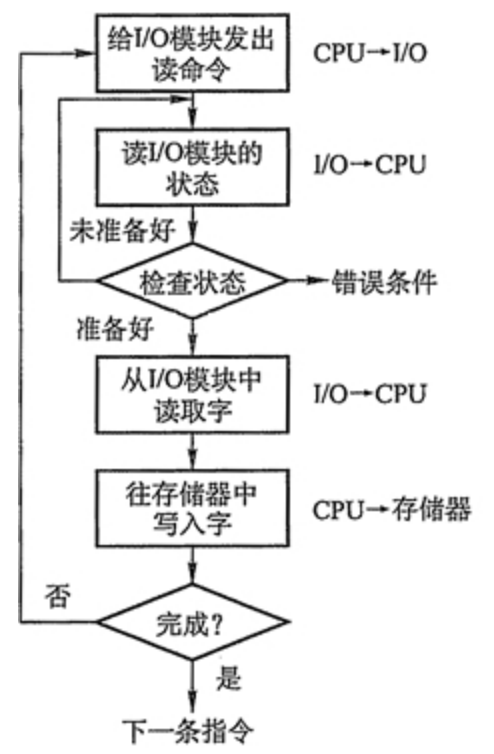 给I/O模块发出
读命令
CPU→I/O
读I/O模块的
状态
I/O→CPU
未准备好
检查状态
错误条件
准备好
从I/O模块中
读取字
I/O→CPU
往存储器中
写入字
CPU→存储器
否
完成?
是
下一条指令